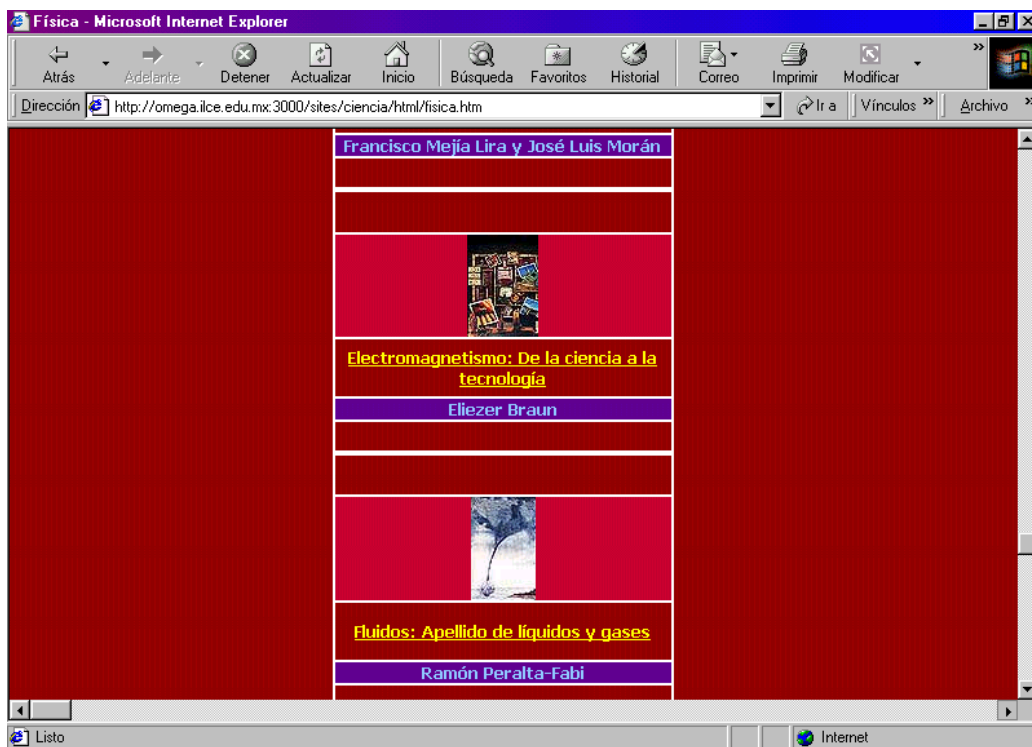 Física - Microsoft Internet Explorer
Atrás Adelante Detener Actualizar Inicio Búsqueda Favoritos Historial Correo Imprimir Modificar »
Dirección http://omega.ilce.edu.mx:3000/sites/ciencia/html/fisica.htm Ir a Vínculos » Archivo »
Francisco Mejía Lira y José Luis Morán
Electromagnetismo: De la ciencia a la
tecnología
Eliezer Braun
Fluidos: Apellido de líquidos y gases
Ramón Peralta-Fabi
Listo Internet